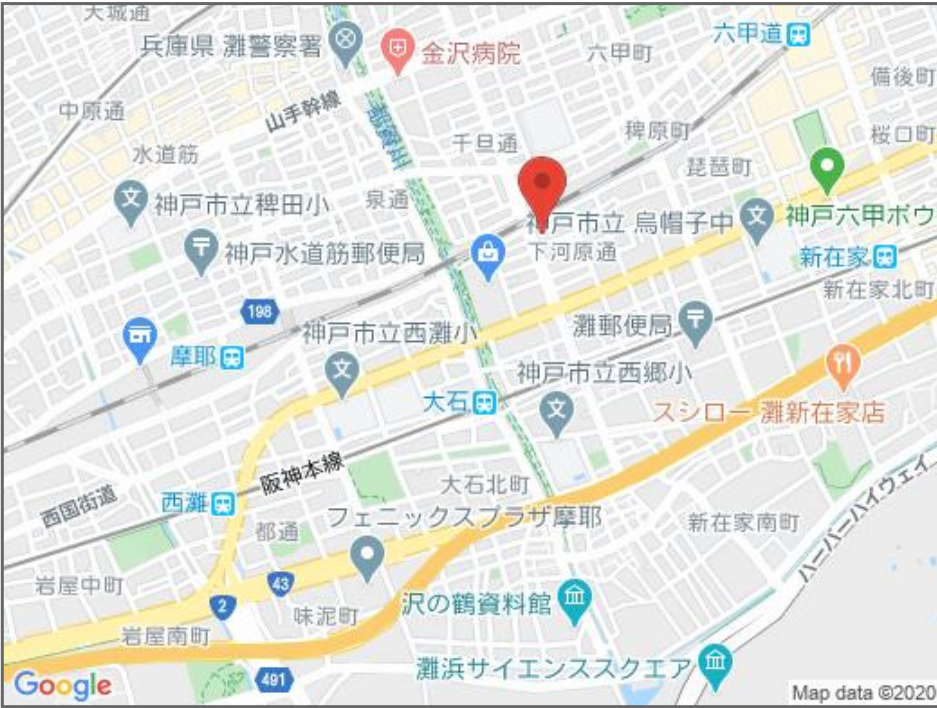 大城通
兵庫県 灘警察署
金沢病院
六甲町
六甲道
備後町
中原通
山手幹線
都賀川
千旦通
稗原町
桜口町
水道筋
琵琶町
神戸市立稗田小
泉通
神戸市立 烏帽子中
神戸六甲ボウ
神戸水道筋郵便局
下河原通
新在家
新在家北町
198
神戸市立西灘小
灘郵便局
摩耶
神戸市立西郷小
大石
スシロー 灘新在家店
阪神本線
西国街道
大石北町
西灘
都通
フェニックスプラザ摩耶
新在家南町
ハーバーハイウェイ
岩屋中町
43
2
味泥町
沢の鶴資料館
岩屋南町
灘浜サイエンススクエア
491
Google
Map data ©2020